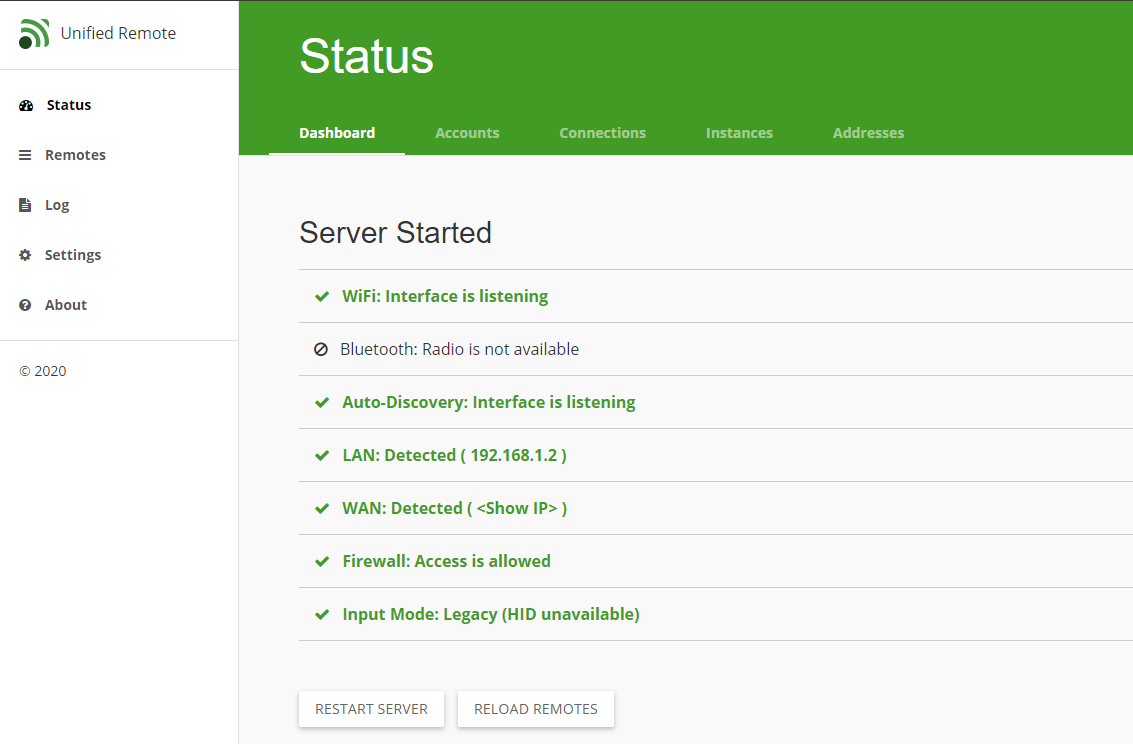 Unified Remote
Status
Remotes
Log
Settings
About
© 2020
Status
Dashboard Accounts Connections Instances Addresses
Server Started
WiFi: Interface is listening
Bluetooth: Radio is not available
Auto-Discovery: Interface is listening
LAN: Detected ( 192.168.1.2 )
WAN: Detected ( <Show IP> )
Firewall: Access is allowed
Input Mode: Legacy (HID unavailable)
RESTART SERVER RELOAD REMOTES